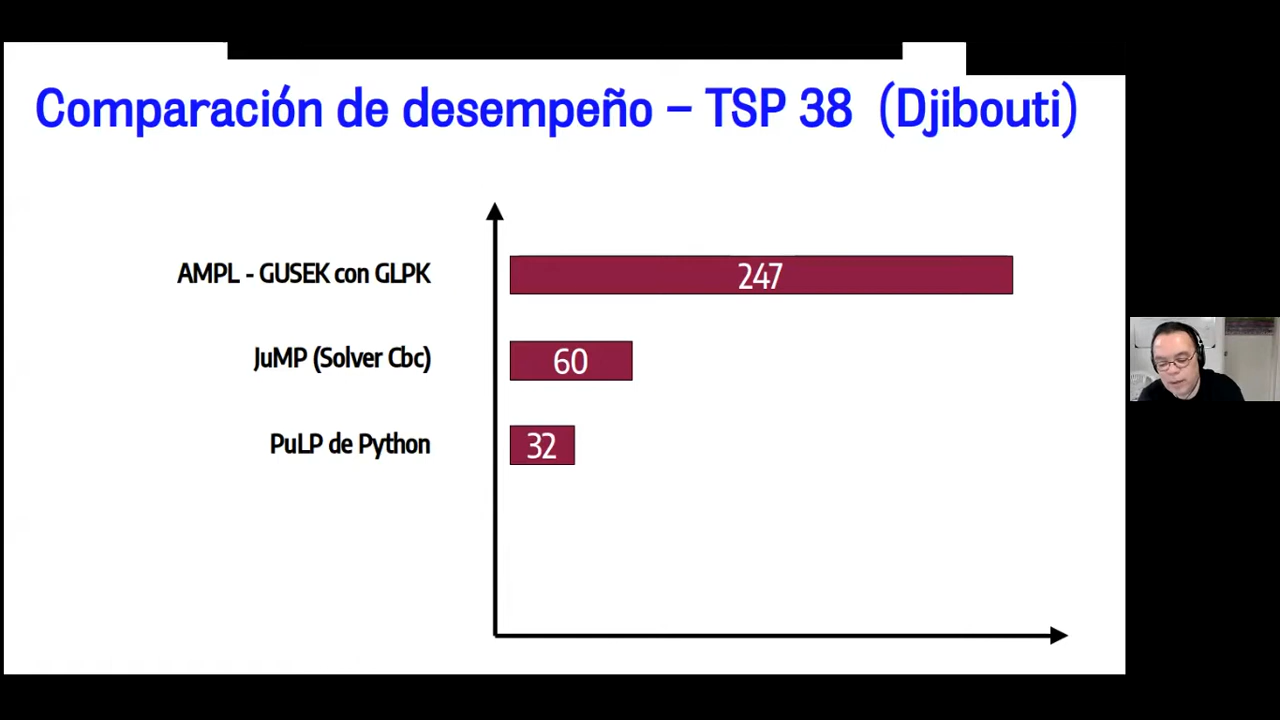 Comparación de desempeño – TSP 38 (Djibouti)
AMPL - GUSEK con GLPK
247
JuMP (Solver Cbc)
60
PuLP de Python
32